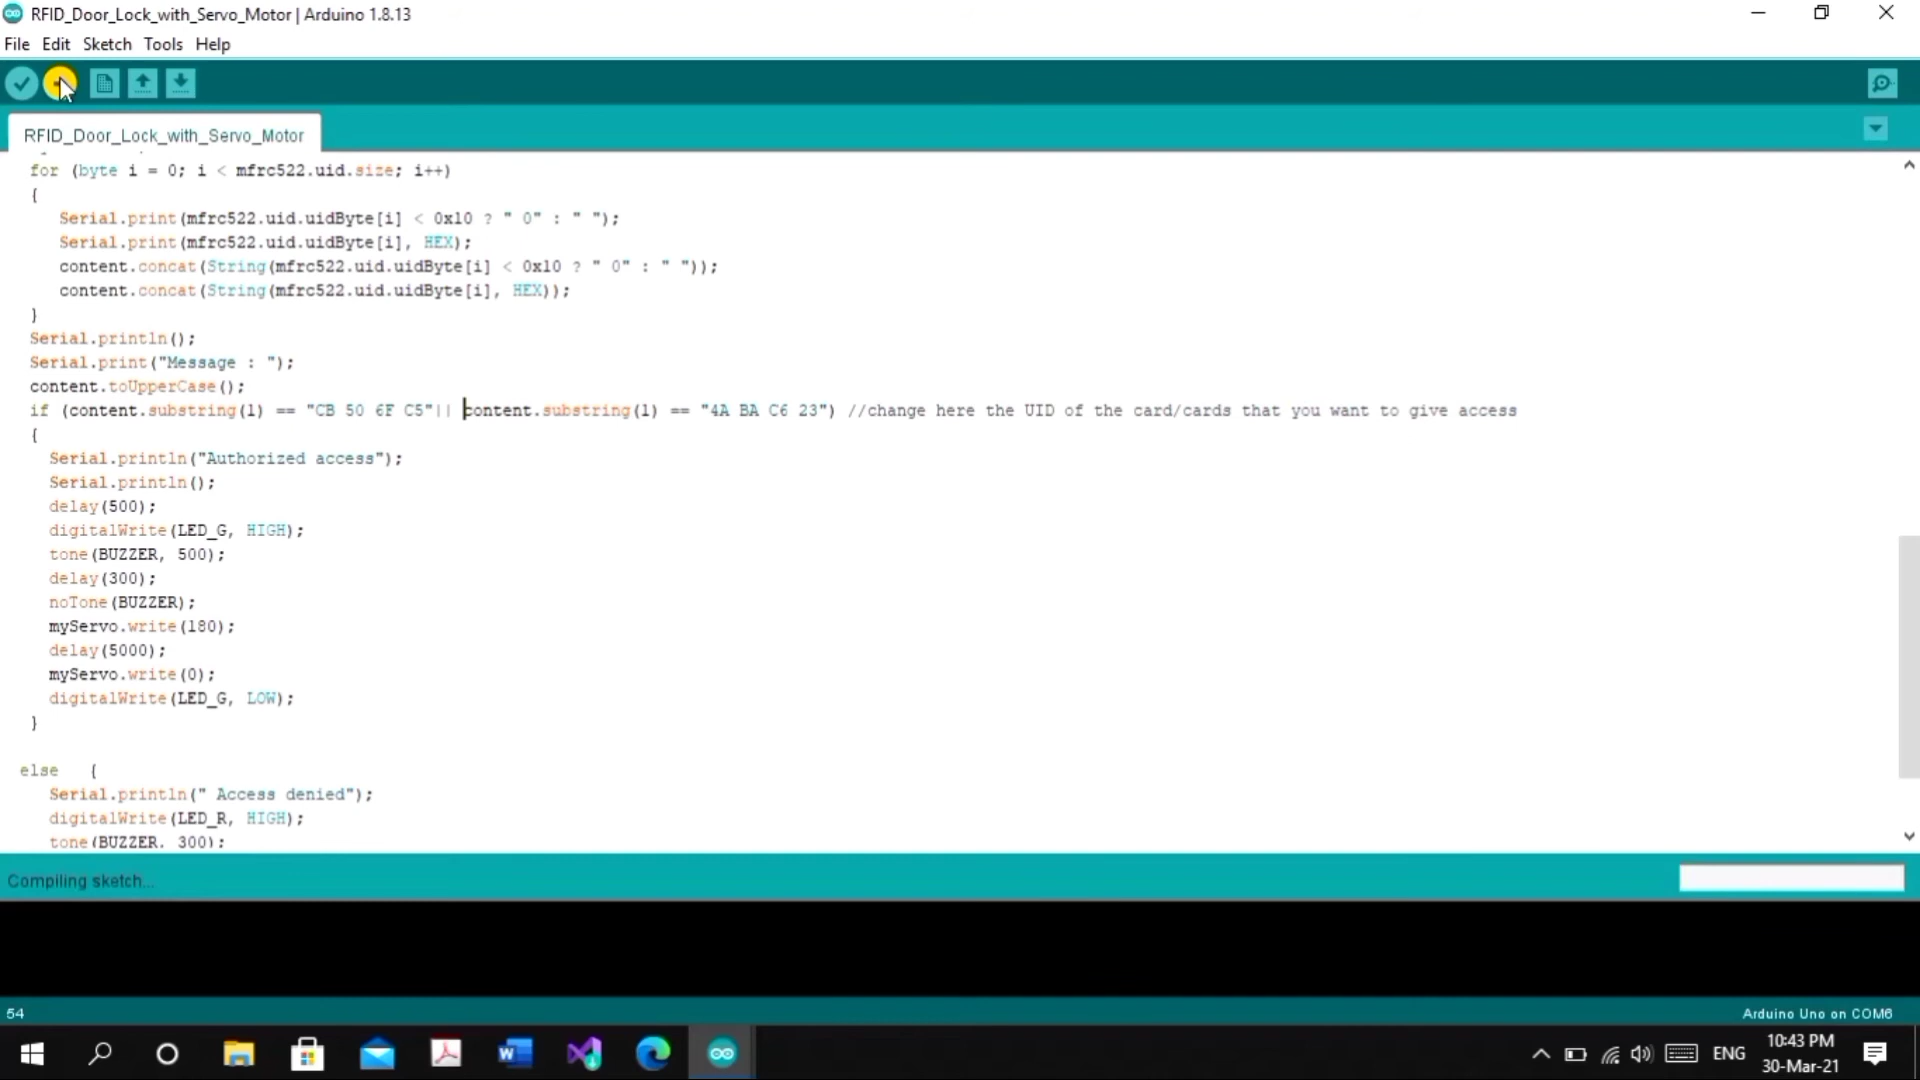 RFID_Door_Lock_with_Servo_Motor | Arduino 1.8.13
File Edit Sketch Tools Help
RFID_Door_Lock_with_Servo_Motor
for (byte i = 0; i < mfrc522.uid.size; i++)
{
Serial.print(mfrc522.uid.uidByte[i] < 0x10 ? " 0" : " ");
Serial.print(mfrc522.uid.uidByte[i], HEX);
content.concat(String(mfrc522.uid.uidByte[i] < 0x10 ? " 0" : " "));
content.concat(String(mfrc522.uid.uidByte[i], HEX));
}
Serial.println();
Serial.print("Message : ");
content.toUpperCase();
if (content.substring(1) == "CB 50 6F C5"|| content.substring(1) == "4A BA C6 23") //change here the UID of the card/cards that you want to give access
{
Serial.println("Authorized access");
Serial.println();
delay(500);
digitalWrite(LED_G, HIGH);
tone(BUZZER, 500);
delay(300);
noTone(BUZZER);
myServo.write(180);
delay(5000);
myServo.write(0);
digitalWrite(LED_G, LOW);
}
else {
Serial.println(" Access denied");
digitalWrite(LED_R, HIGH);
tone(BUZZER, 300);
Compiling sketch...
54
Arduino Uno on COM6
ENG
10:43 PM
30-Mar-21